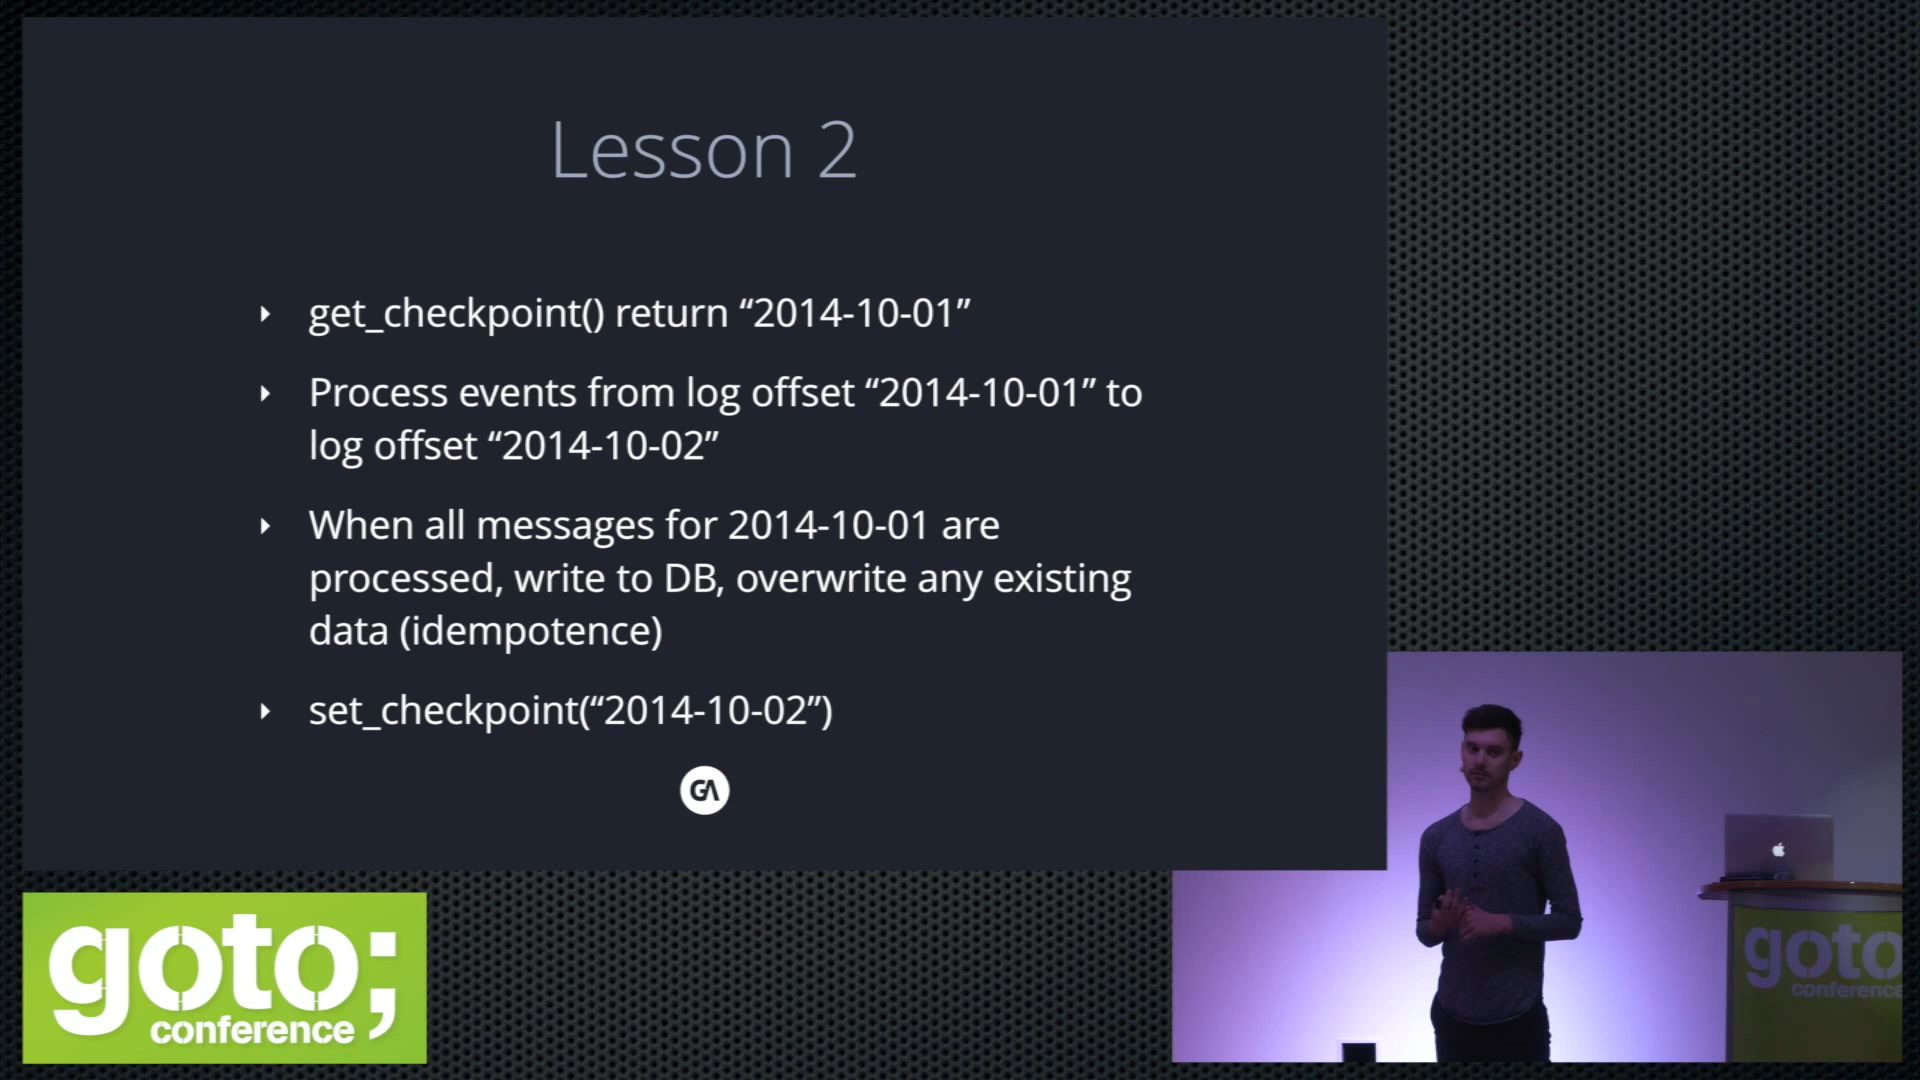 Lesson 2
get_checkpoint() return “2014-10-01”
Process events from log offset “2014-10-01” to
log offset “2014-10-02”
When all messages for 2014-10-01 are
processed, write to DB, overwrite any existing
data (idempotence)
set_checkpoint(“2014-10-02”)
GA
goto;
conference
goto
conference